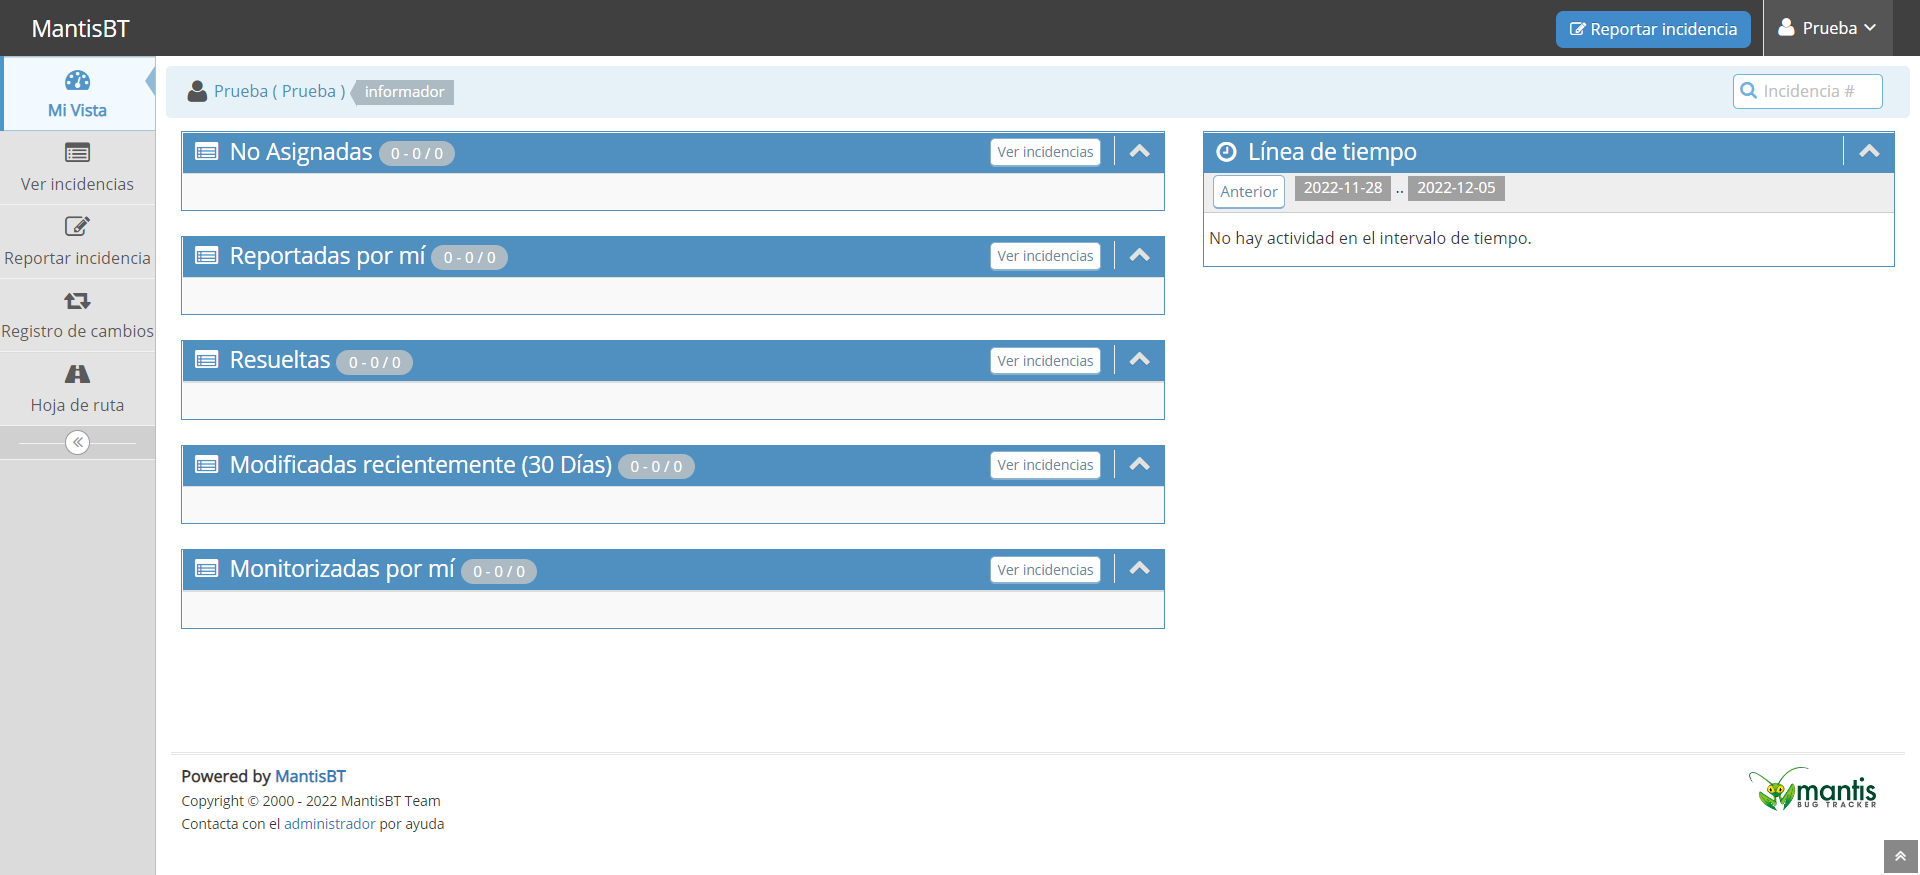 MantisBT
Reportar incidencia
Prueba
Mi Vista
Ver incidencias
Reportar incidencia
Registro de cambios
Hoja de ruta
Prueba ( Prueba ) informador
Incidencia #
No Asignadas 0 - 0 / 0 Ver incidencias
Reportadas por mí 0 - 0 / 0 Ver incidencias
Resueltas 0 - 0 / 0 Ver incidencias
Modificadas recientemente (30 Días) 0 - 0 / 0 Ver incidencias
Monitorizadas por mí 0 - 0 / 0 Ver incidencias
Línea de tiempo
Anterior 2022-11-28 .. 2022-12-05
No hay actividad en el intervalo de tiempo.
Powered by MantisBT
Copyright © 2000 - 2022 MantisBT Team
Contacta con el administrador por ayuda
mantis
BUG TRACKER